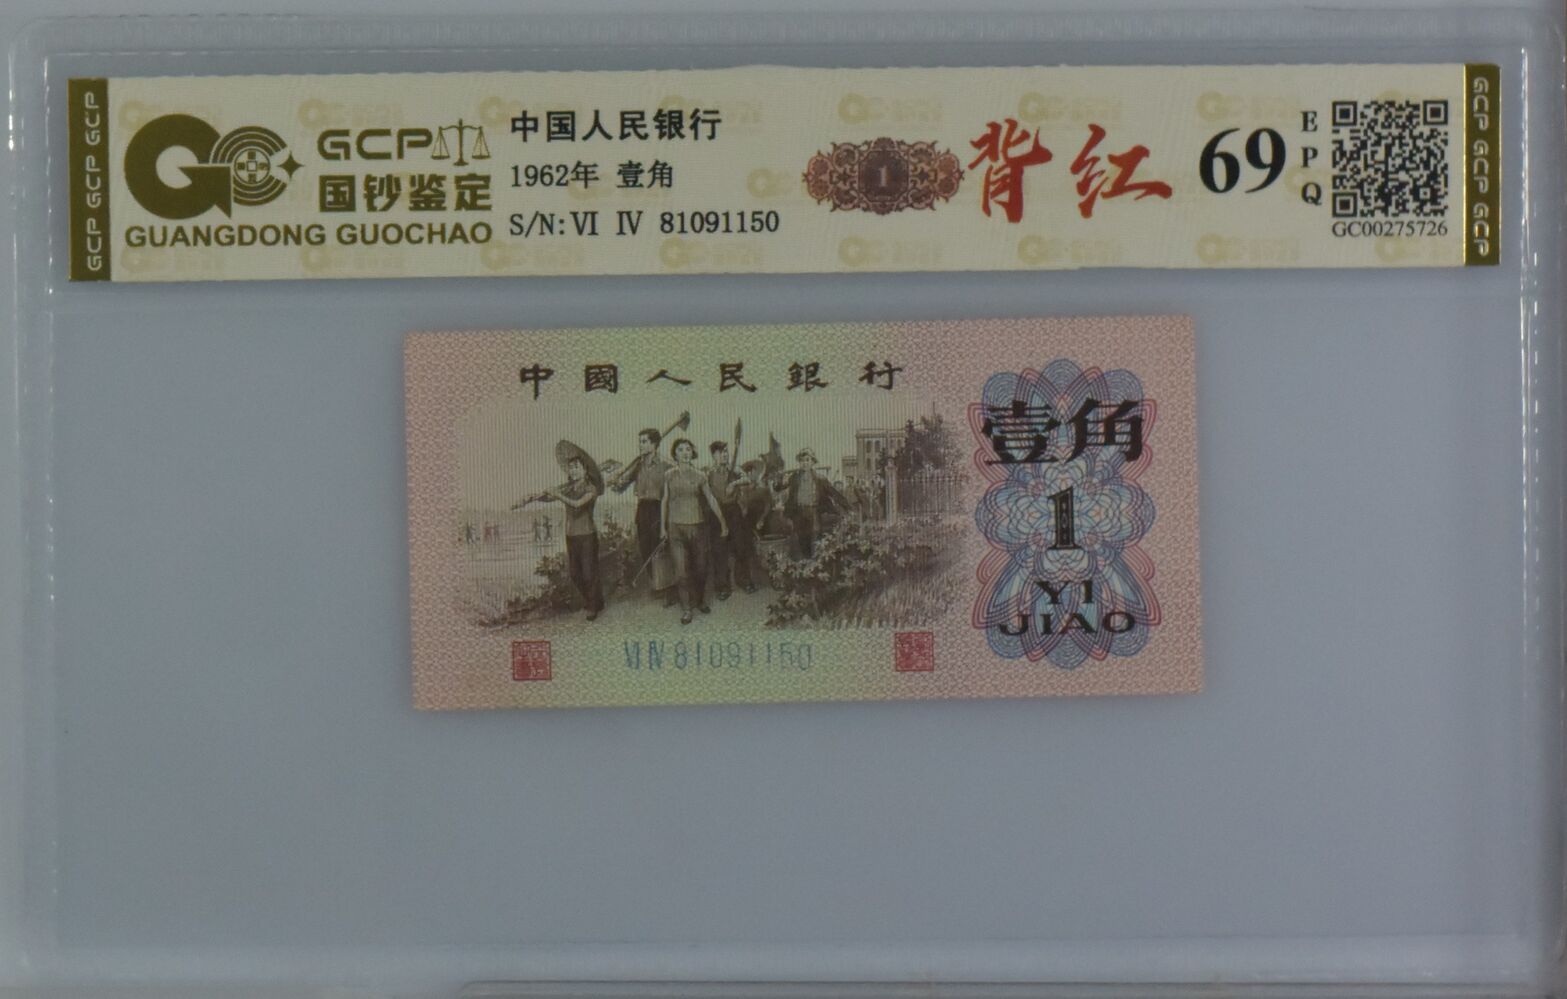 GCP GCP GCP
GCP
国钞鉴定
GUANGDONG GUOCHAO
中国人民银行
1962年 壹角
S/N: VI IV 81091150
1
背红
69
E
P
Q
GC00275726
GCP GCP GCP
中國人民銀行
壹角
1
YI
JIAO
VI IV 81091150